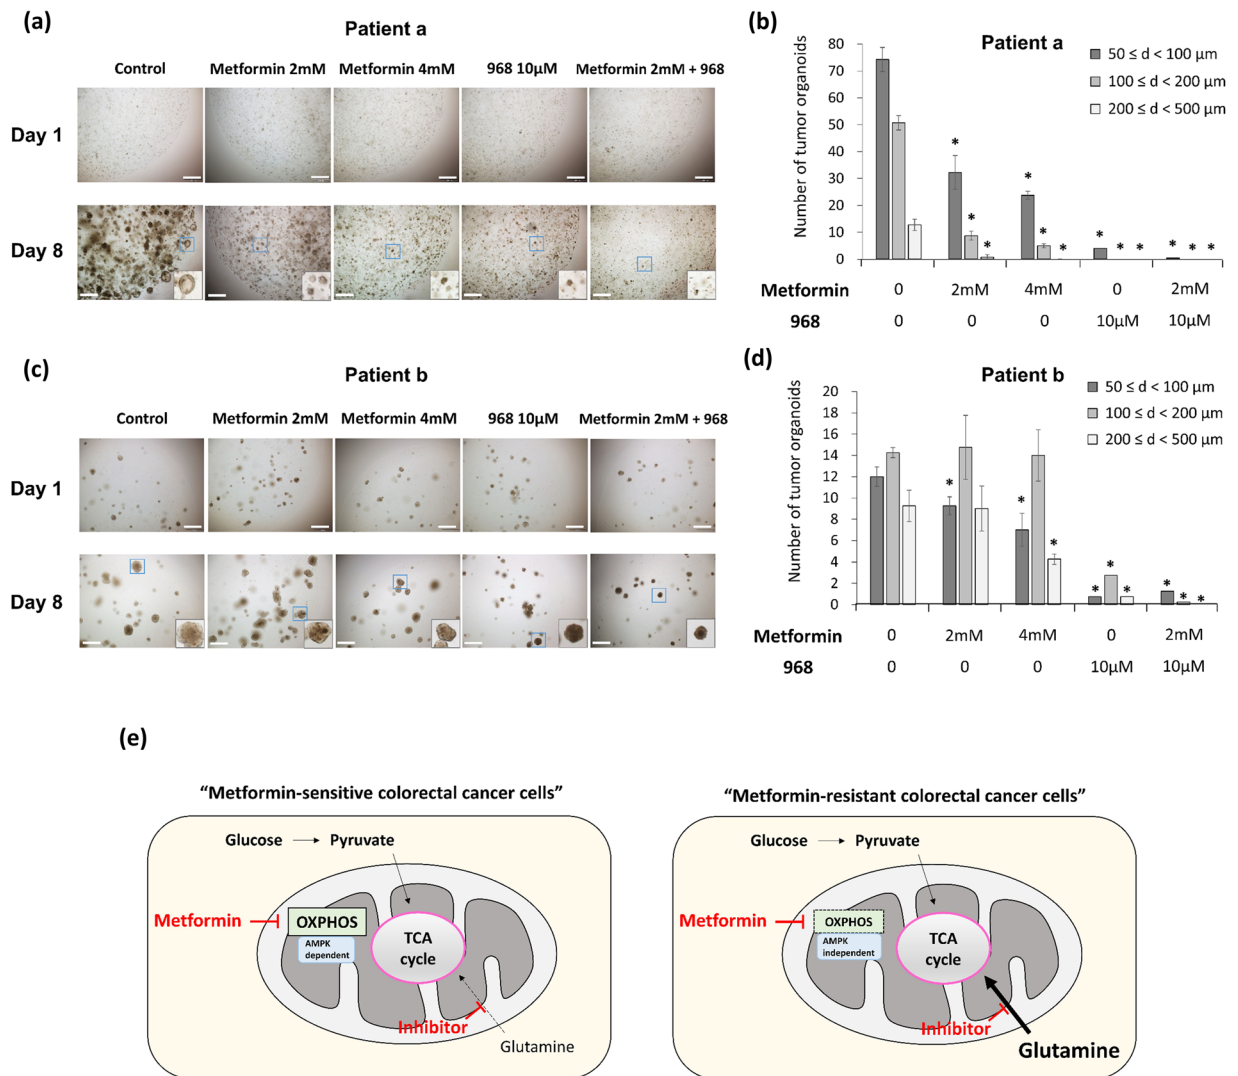 (a)
Patient a
Control
Metformin 2mM
Metformin 4mM
968 10µM
Metformin 2mM + 968
Day 1
Day 8
(b)
Patient a
Number of tumor organoids
80
70
60
50
40
30
20
10
0
50 ≤ d < 100 µm
100 ≤ d < 200 µm
200 ≤ d < 500 µm
* * * * * * * * * * * *
Metformin 0 2mM 4mM 0 2mM
968 0 0 0 10µM 10µM
(c)
Patient b
Control
Metformin 2mM
Metformin 4mM
968 10µM
Metformin 2mM + 968
Day 1
Day 8
(d)
Patient b
Number of tumor organoids
20
18
16
14
12
10
8
6
4
2
0
50 ≤ d < 100 µm
100 ≤ d < 200 µm
200 ≤ d < 500 µm
* * * * * * * * *
Metformin 0 2mM 4mM 0 2mM
968 0 0 0 10µM 10µM
(e)
“Metformin-sensitive colorectal cancer cells”
Glucose → Pyruvate
Metformin
OXPHOS
AMPK
dependent
TCA
cycle
Inhibitor
Glutamine
“Metformin-resistant colorectal cancer cells”
Glucose → Pyruvate
Metformin
OXPHOS
AMPK
independent
TCA
cycle
Inhibitor
Glutamine